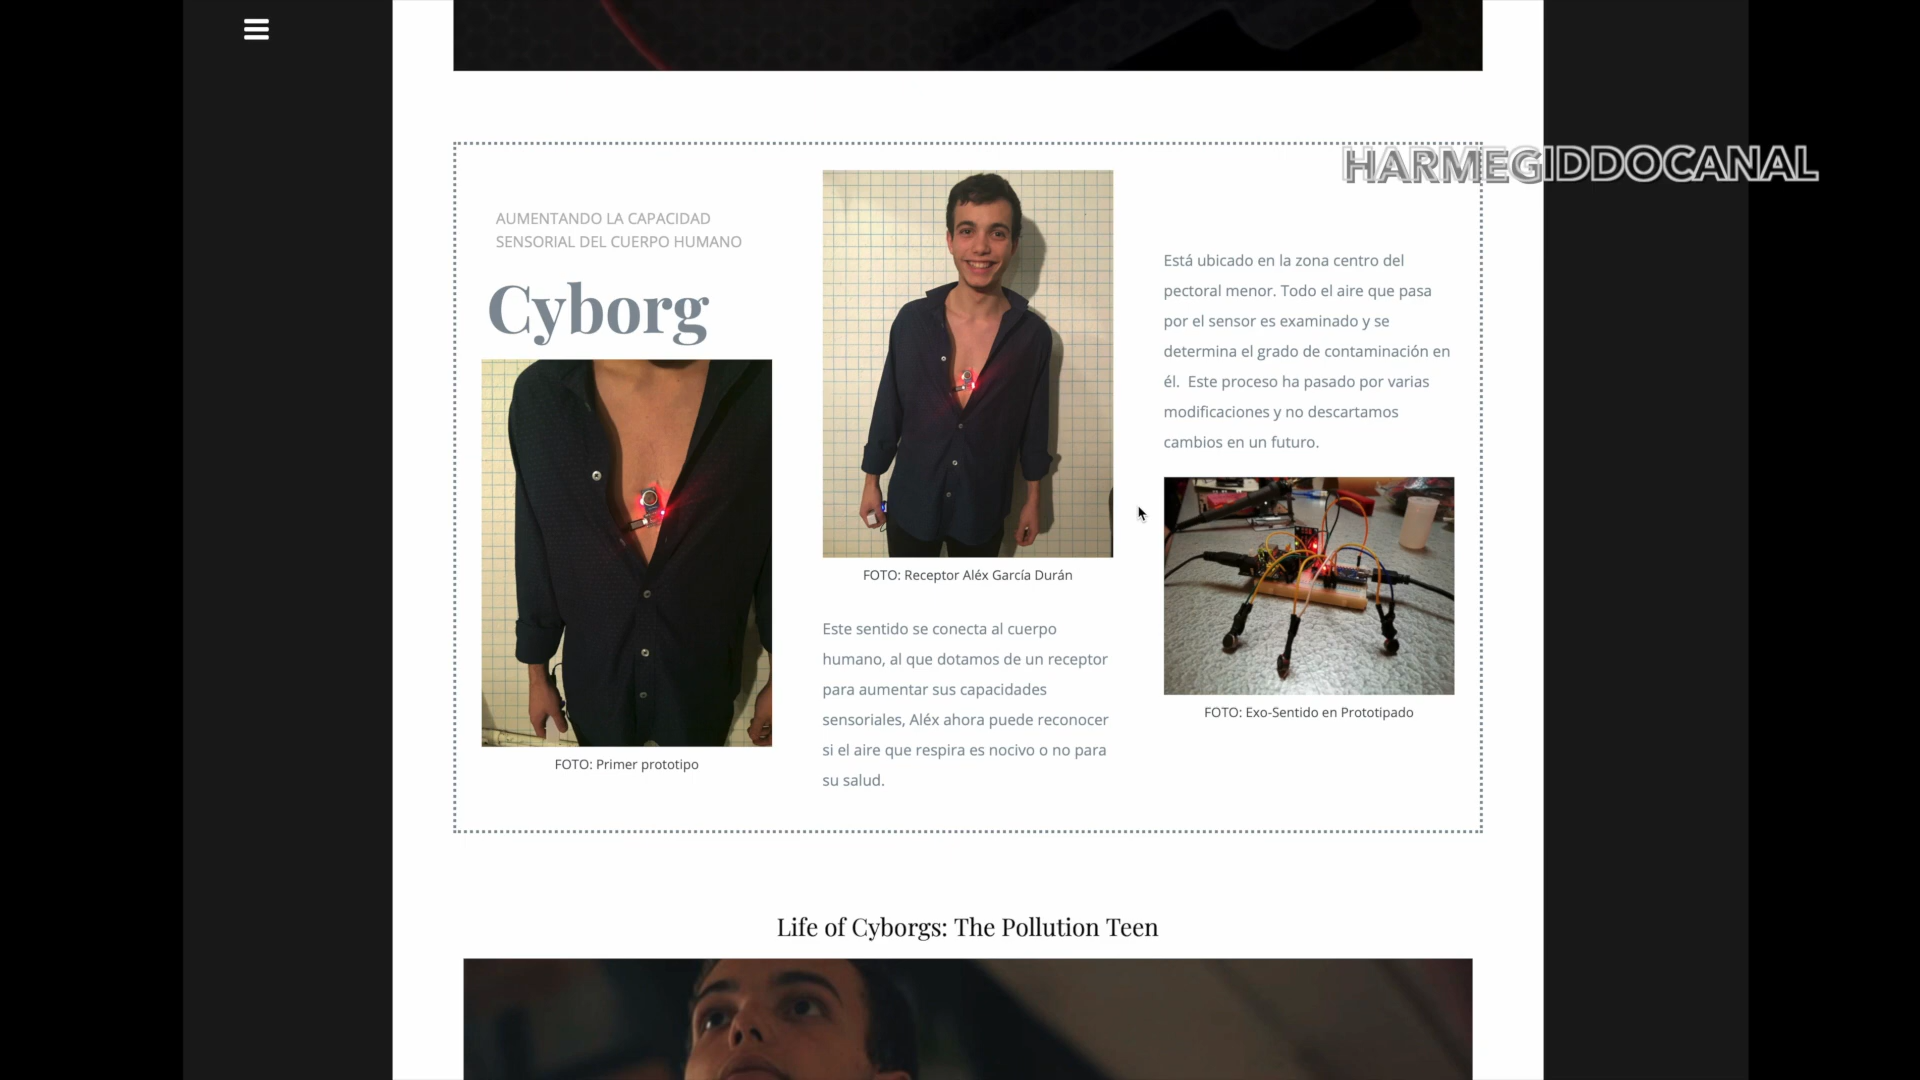 HARMEGIDDOCANAL
AUMENTANDO LA CAPACIDAD
SENSORIAL DEL CUERPO HUMANO
Cyborg
FOTO: Primer prototipo
FOTO: Receptor Aléx García Durán
Este sentido se conecta al cuerpo
humano, al que dotamos de un receptor
para aumentar sus capacidades
sensoriales, Aléx ahora puede reconocer
si el aire que respira es nocivo o no para
su salud.
Está ubicado en la zona centro del
pectoral menor. Todo el aire que pasa
por el sensor es examinado y se
determina el grado de contaminación en
él.  Este proceso ha pasado por varias
modificaciones y no descartamos
cambios en un futuro.
FOTO: Exo-Sentido en Prototipado
Life of Cyborgs: The Pollution Teen